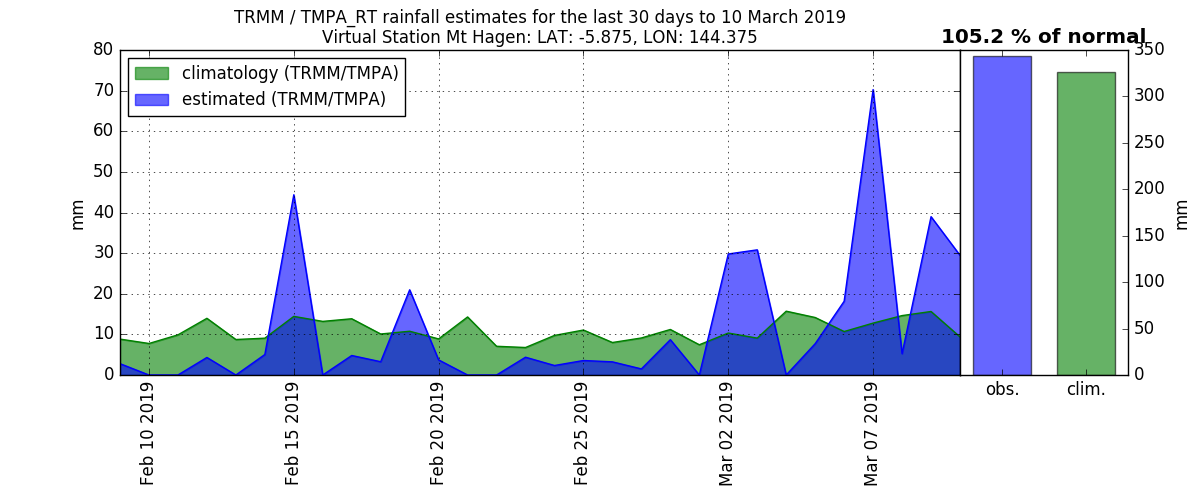 TRMM / TMPA_RT rainfall estimates for the last 30 days to 10 March 2019
Virtual Station Mt Hagen: LAT: -5.875, LON: 144.375
105.2 % of normal
climatology (TRMM/TMPA)
estimated (TRMM/TMPA)
mm
80
70
60
50
40
30
20
10
0
Feb 10 2019
Feb 15 2019
Feb 20 2019
Feb 25 2019
Mar 02 2019
Mar 07 2019
obs.
clim.
350
300
250
200
150
100
50
0
mm